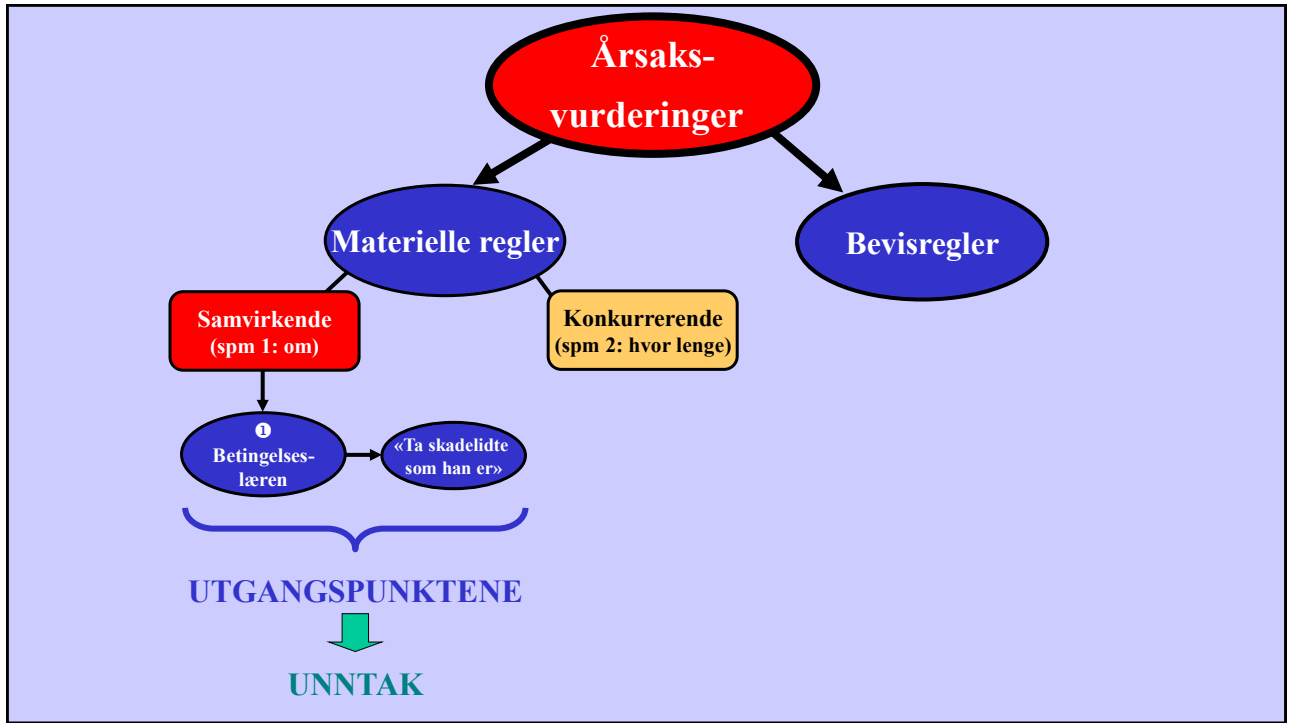 Årsaks-
vurderinger
Materielle regler
Bevisregler
Samvirkende
(spm 1: om)
Konkurrerende
(spm 2: hvor lenge)
❶
Betingelses-
læren
«Ta skadelidte
som han er»
UTGANGSPUNKTENE
UNNTAK